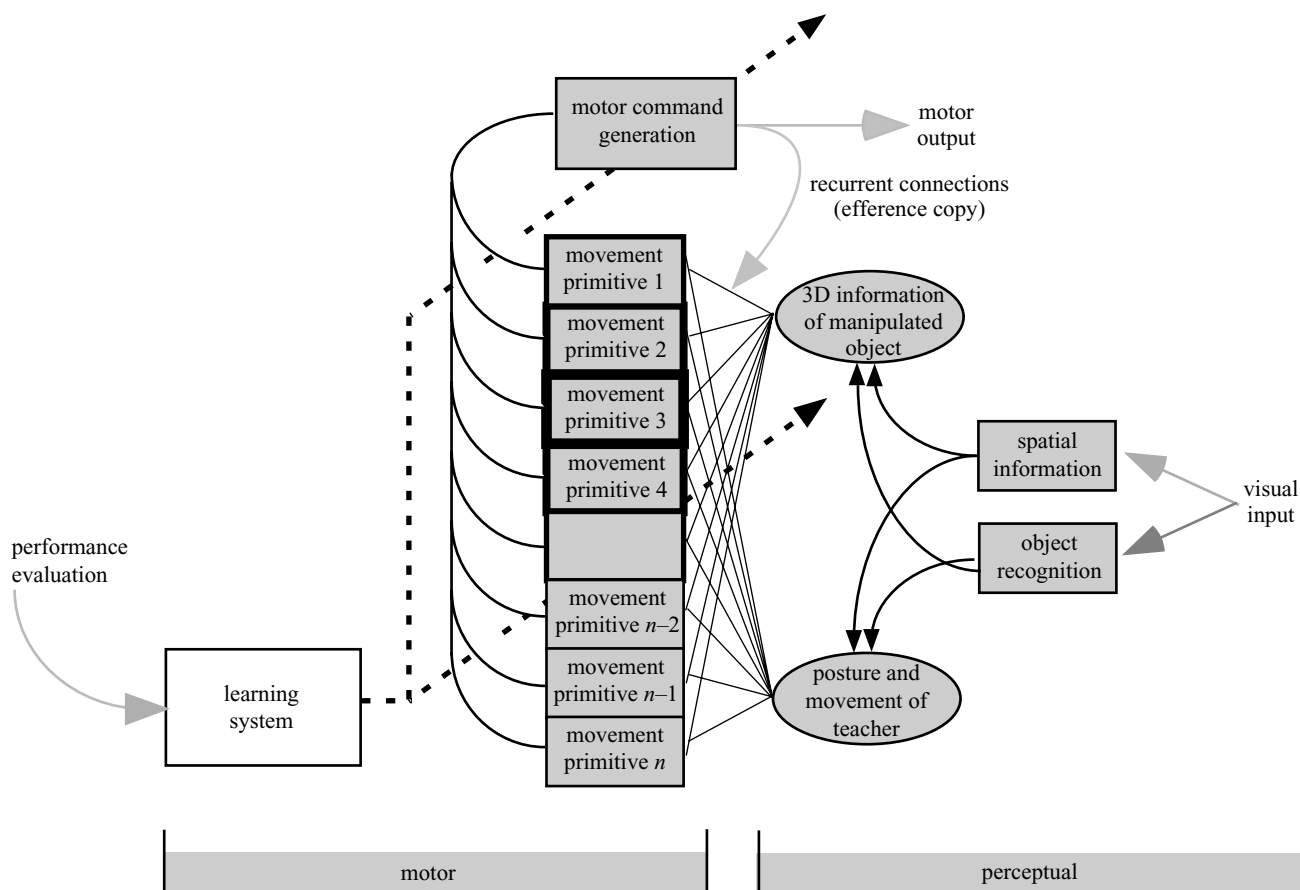 motor command
generation
motor
output
recurrent connections
(efference copy)
movement
primitive 1
movement
primitive 2
movement
primitive 3
movement
primitive 4
movement
primitive n–2
movement
primitive n–1
movement
primitive n
3D information
of manipulated
object
spatial
information
object
recognition
visual
input
posture and
movement of
teacher
performance
evaluation
learning
system
motor
perceptual